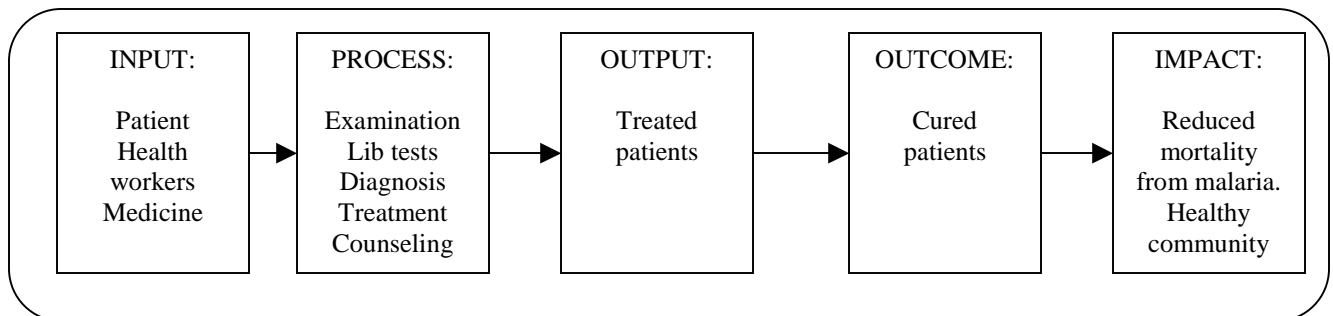 INPUT:
Patient
Health
workers
Medicine
PROCESS:
Examination
Lib tests
Diagnosis
Treatment
Counseling
OUTPUT:
Treated
patients
OUTCOME:
Cured
patients
IMPACT:
Reduced
mortality
from malaria.
Healthy
community